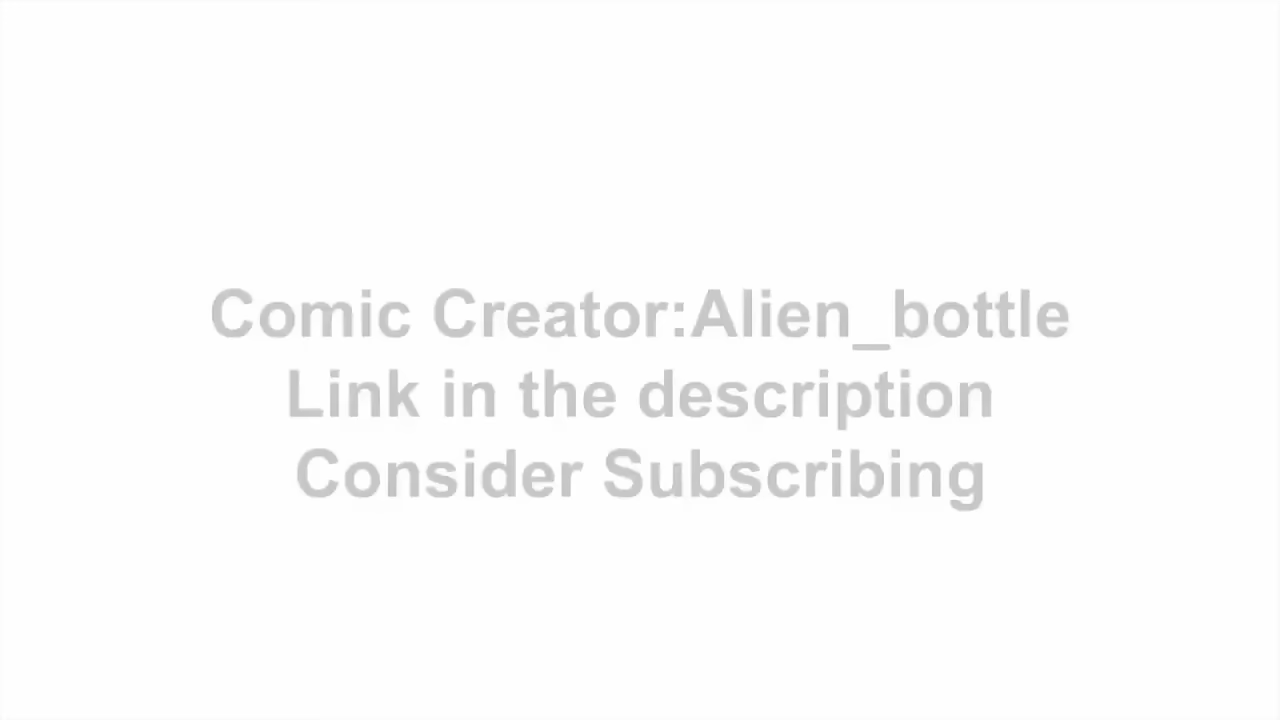 Comic Creator:Alien_bottle
Link in the description
Consider Subscribing